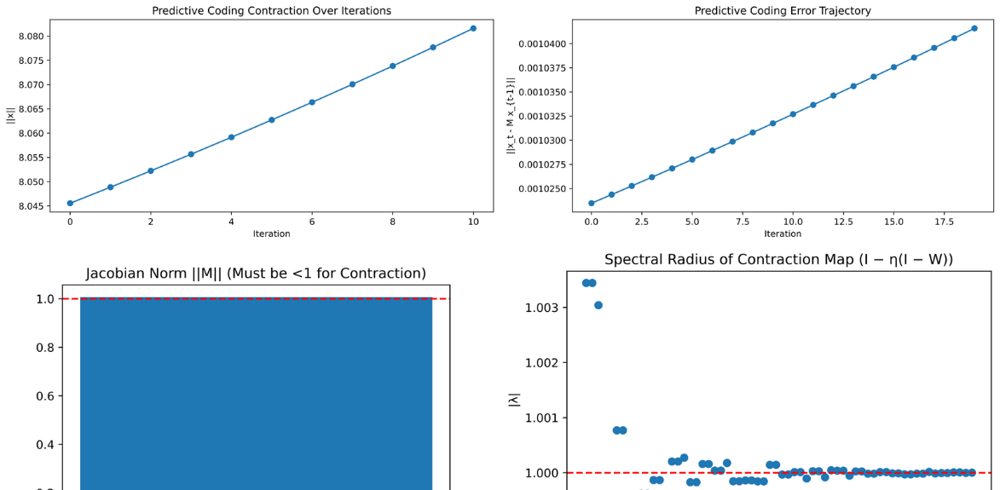 Predictive Coding Contraction Over Iterations
||x||
8.080
8.075
8.070
8.065
8.060
8.055
8.050
8.045
0 2 4 6 8 10
Iteration
Predictive Coding Error Trajectory
||x_t - M x_{t-1}||
0.0010400
0.0010375
0.0010350
0.0010325
0.0010300
0.0010275
0.0010250
0.0 2.5 5.0 7.5 10.0 12.5 15.0 17.5
Iteration
Jacobian Norm ||M|| (Must be <1 for Contraction)
1.0
0.8
0.6
0.4
Spectral Radius of Contraction Map (I − η(I − W))
|λ|
1.003
1.002
1.001
1.000